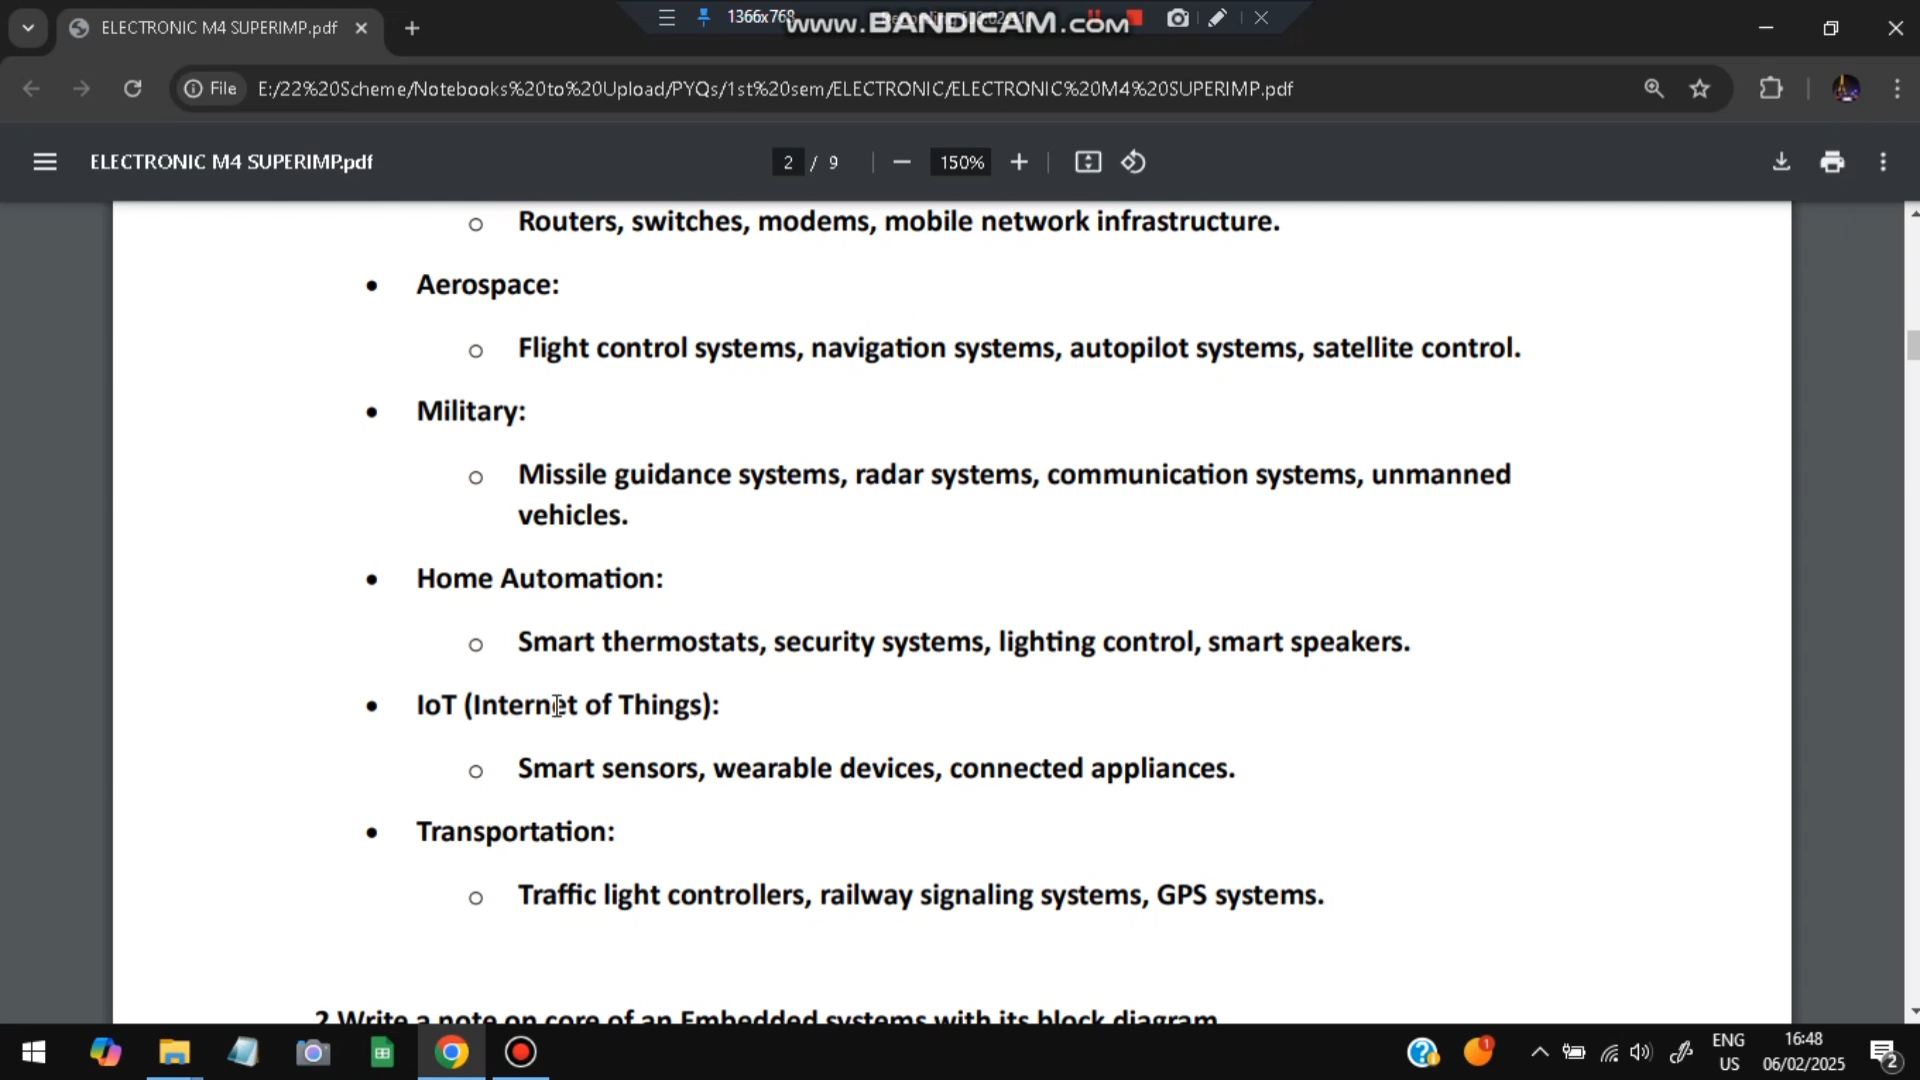 ELECTRONIC M4 SUPERIMP.pdf
1366x768
www.BANDICAM.com
File
E:/22%20Scheme/Notebooks%20to%20Upload/PYQs/1st%20sem/ELECTRONIC/ELECTRONIC%20M4%20SUPERIMP.pdf
ELECTRONIC M4 SUPERIMP.pdf
2 / 9
150%
o Routers, switches, modems, mobile network infrastructure.
• Aerospace:
o Flight control systems, navigation systems, autopilot systems, satellite control.
• Military:
o Missile guidance systems, radar systems, communication systems, unmanned
vehicles.
• Home Automation:
o Smart thermostats, security systems, lighting control, smart speakers.
• IoT (Internet of Things):
o Smart sensors, wearable devices, connected appliances.
• Transportation:
o Traffic light controllers, railway signaling systems, GPS systems.
2.Write a note on core of an Embedded systems with its block diagram
1
ENG
US
16:48
06/02/2025
2